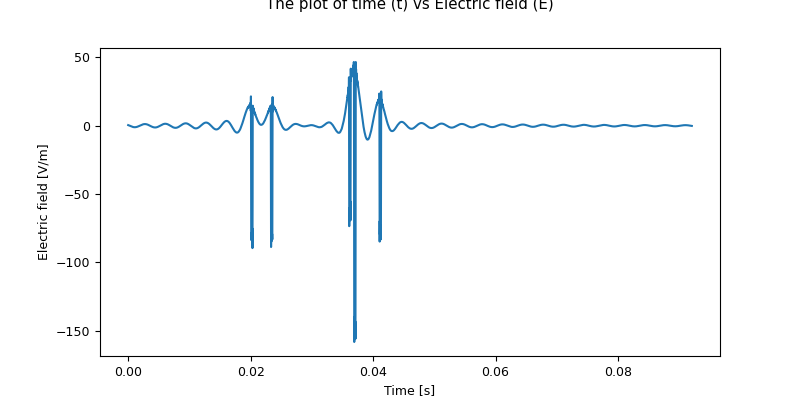 The plot of time (t) vs Electric field (E)
50
0
−50
−100
−150
Electric field [V/m]
0.00 0.02 0.04 0.06 0.08
Time [s]